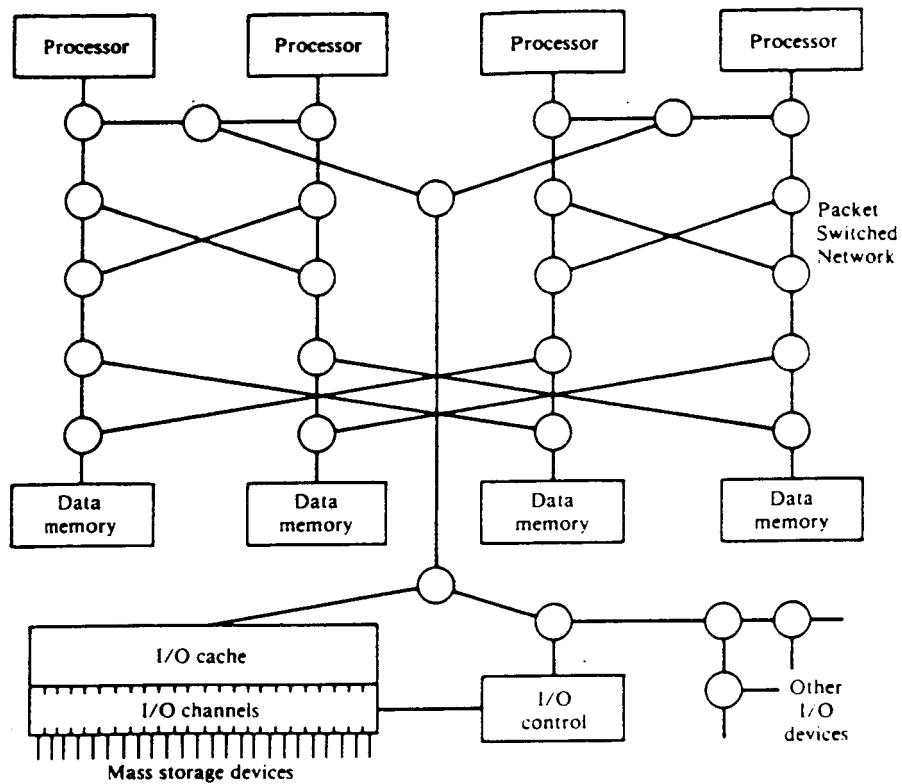 Processor
Processor
Processor
Processor
Packet
Switched
Network
Data
memory
Data
memory
Data
memory
Data
memory
I/O cache
I/O channels
Mass storage devices
I/O
control
Other
I/O
devices